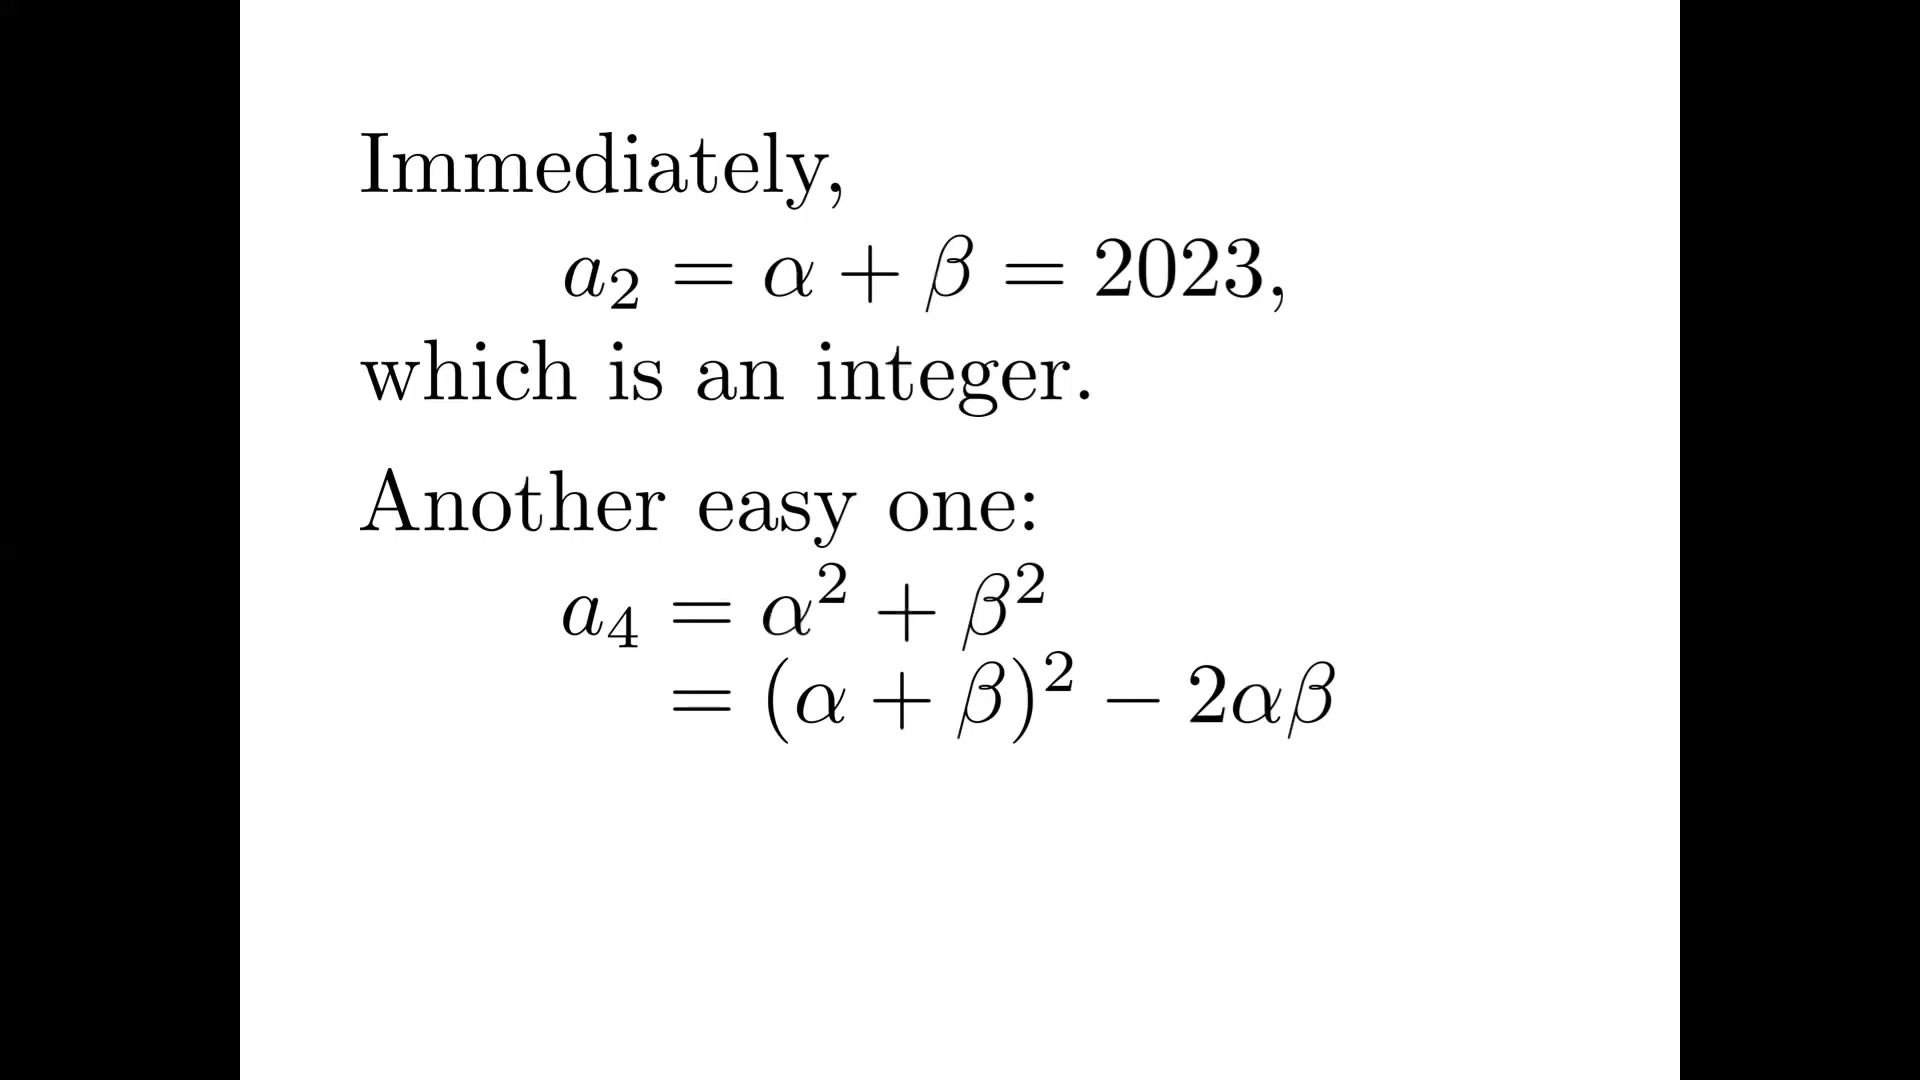 Immediately,
a₂ = α + β = 2023,
which is an integer.
Another easy one:
a₄ = α² + β²
= (α + β)² − 2αβ